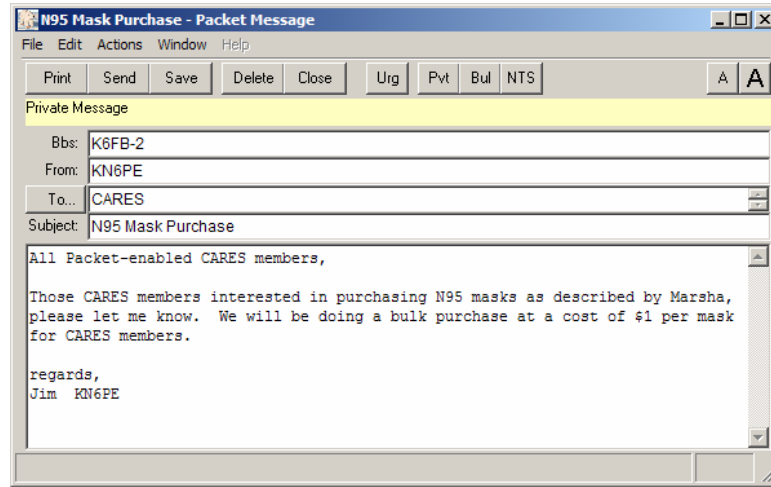 N95 Mask Purchase - Packet Message
File Edit Actions Window Help
Print Send Save Delete Close Urg Pvt Bul NTS A A
Private Message
Bbs: K6FB-2
From: KN6PE
To... CARES
Subject: N95 Mask Purchase
All Packet-enabled CARES members,
Those CARES members interested in purchasing N95 masks as described by Marsha,
please let me know.  We will be doing a bulk purchase at a cost of $1 per mask
for CARES members.
regards,
Jim  KN6PE